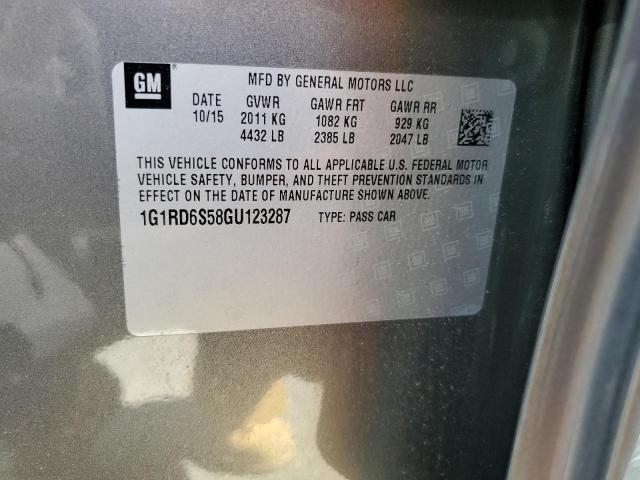 GM
MFD BY GENERAL MOTORS LLC
DATE GVWR GAWR FRT GAWR RR
10/15 2011 KG 1082 KG 929 KG
4432 LB 2385 LB 2047 LB
THIS VEHICLE CONFORMS TO ALL APPLICABLE U.S. FEDERAL MOTOR
VEHICLE SAFETY, BUMPER, AND THEFT PREVENTION STANDARDS IN
EFFECT ON THE DATE OF MANUFACTURE SHOWN ABOVE.
1G1RD6S58GU123287 TYPE: PASS CAR